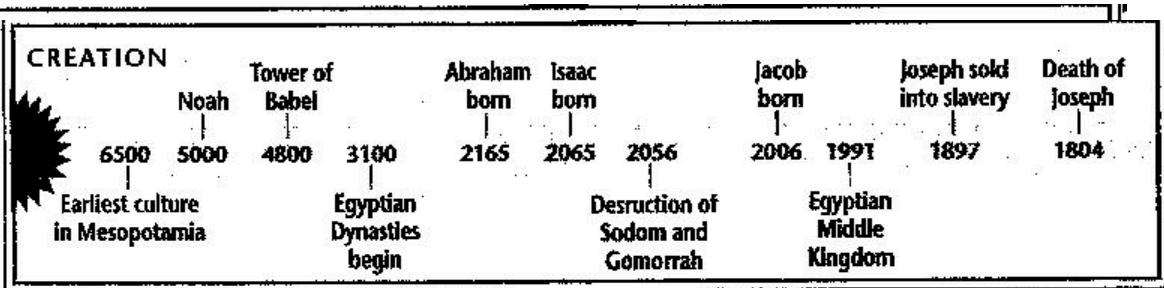 CREATION
Noah
Tower of
Babel
Abraham
born
Isaac
born
Jacob
born
Joseph sold
into slavery
Death of
Joseph
6500 5000 4800 3100 2165 2065 2056 2006 1991 1897 1804
Earliest culture
in Mesopotamia
Egyptian
Dynasties
begin
Desruction of
Sodom and
Gomorrah
Egyptian
Middle
Kingdom